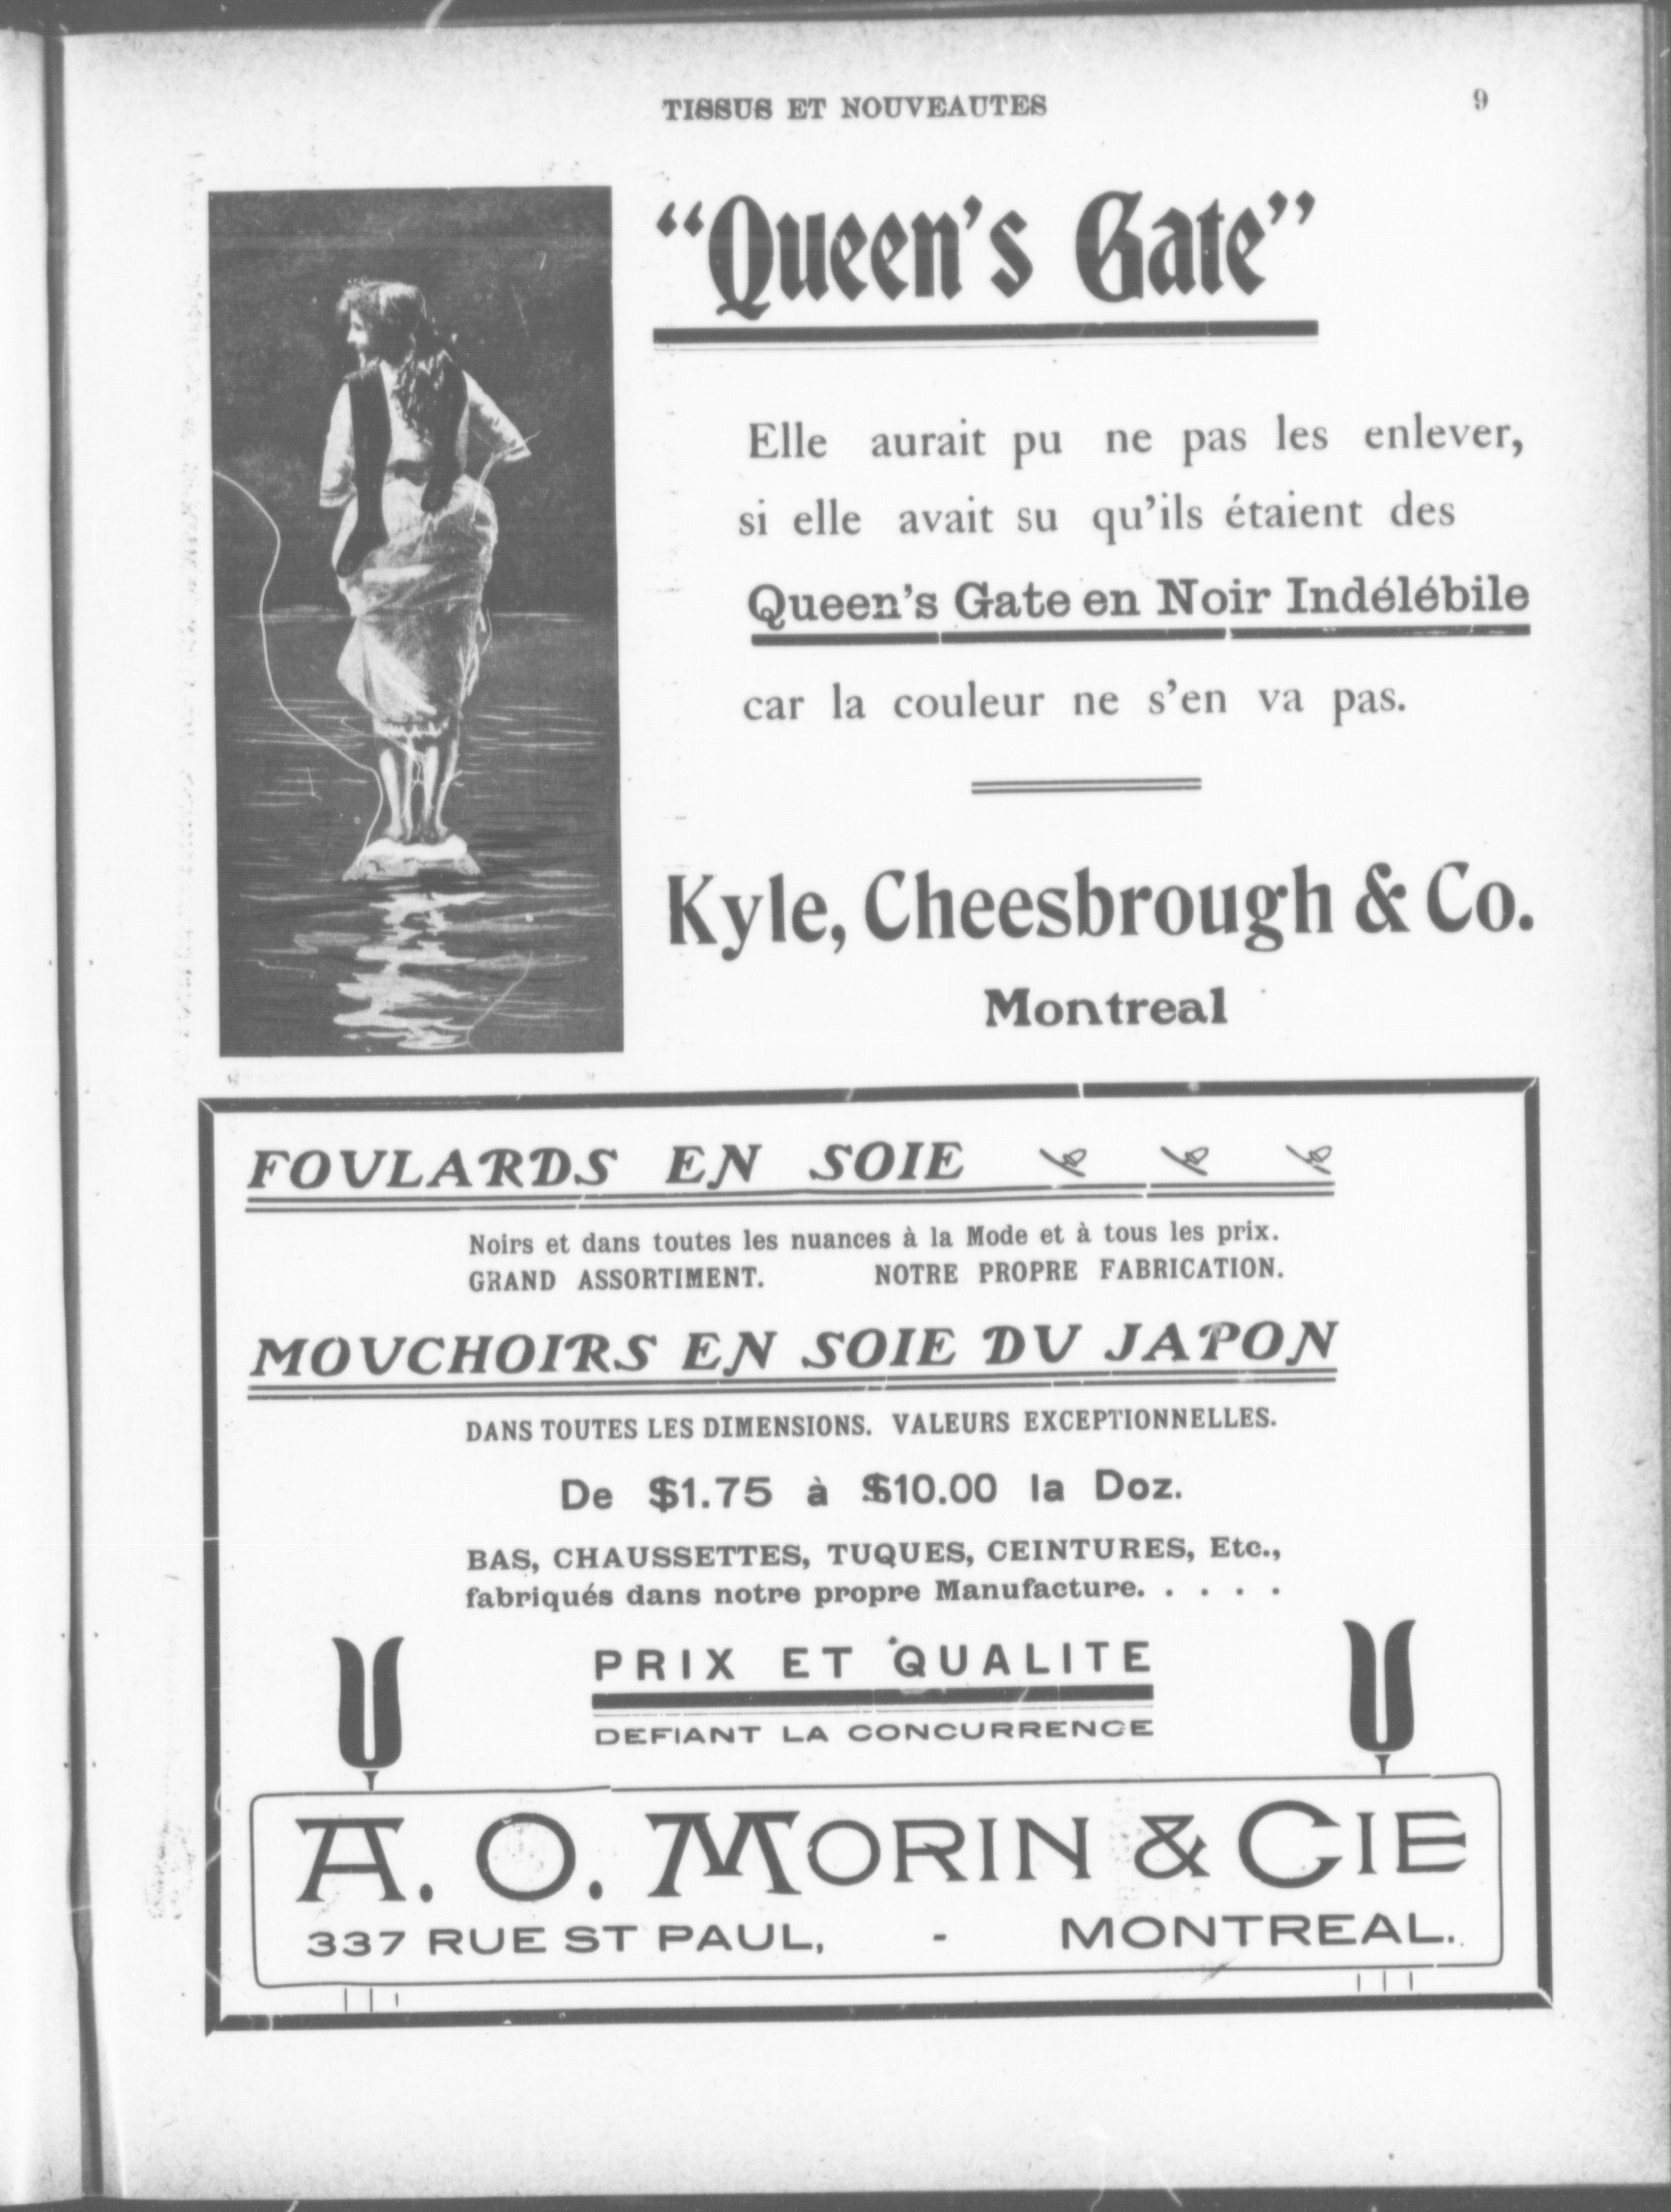 TISSUS ET NOUVEAUTES 9
“Queen’s Gate”
Elle aurait pu ne pas les enlever,
si elle avait su qu’ils étaient des
Queen’s Gate en Noir Indélébile
car la couleur ne s’en va pas.
Kyle, Cheesbrough & Co.
Montreal
FOULARDS EN SOIE
Noirs et dans toutes les nuances à la Mode et à tous les prix.
GRAND ASSORTIMENT. NOTRE PROPRE FABRICATION.
MOUCHOIRS EN SOIE DU JAPON
DANS TOUTES LES DIMENSIONS. VALEURS EXCEPTIONNELLES.
De $1.75 à $10.00 la Doz.
BAS, CHAUSSETTES, TUQUES, CEINTURES, Etc.,
fabriqués dans notre propre Manufacture. . . . .
PRIX ET QUALITE
DEFIANT LA CONCURRENCE
A. O. MORIN & CIE
337 RUE ST PAUL, - MONTREAL.